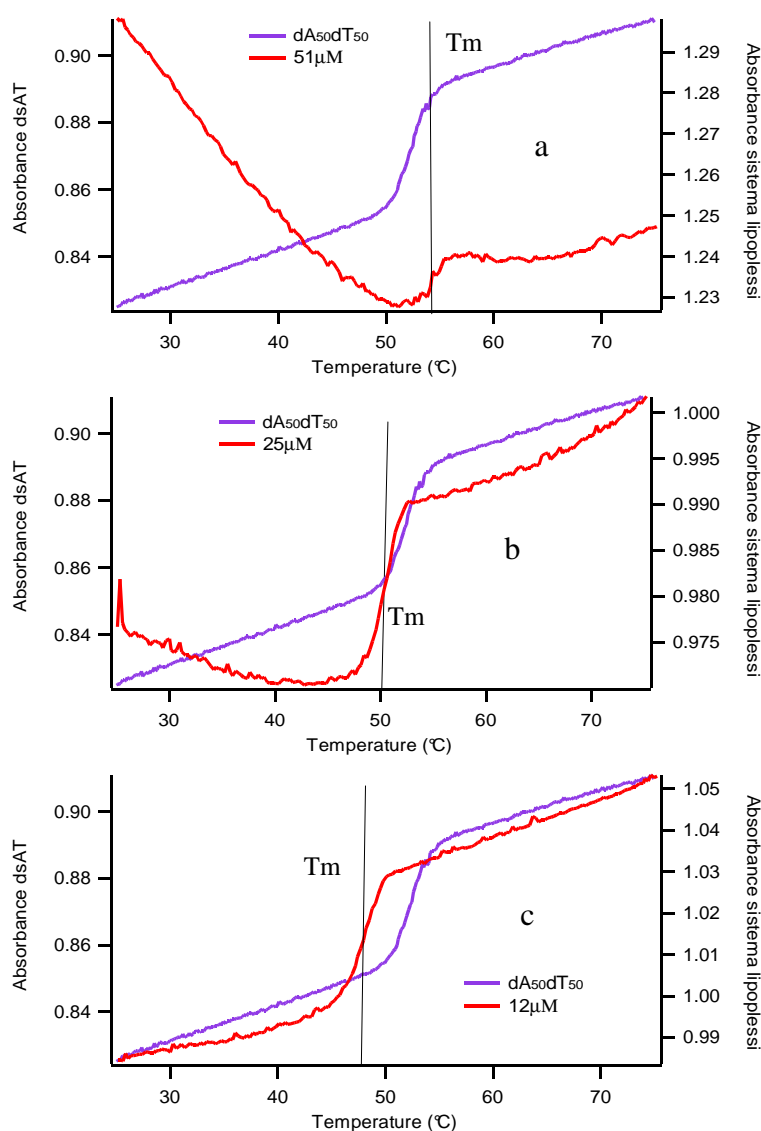 dA50dT50
51μM
Tm
a
0.90
0.88
0.86
0.84
Absorbance dsAT
1.29
1.28
1.27
1.26
1.25
1.24
1.23
Absorbance sistema lipoplessi
30 40 50 60 70
Temperature (°C)
dA50dT50
25μM
Tm
b
0.90
0.88
0.86
0.84
Absorbance dsAT
1.000
0.995
0.990
0.985
0.980
0.975
Absorbance sistema lipoplessi
30 40 50 60 70
Temperature (°C)
Tm
c
dA50dT50
12μM
0.90
0.88
0.86
0.84
Absorbance dsAT
1.05
1.04
1.03
1.02
1.01
1.00
0.99
Absorbance sistema lipoplessi
30 40 50 60 70
Temperature (°C)